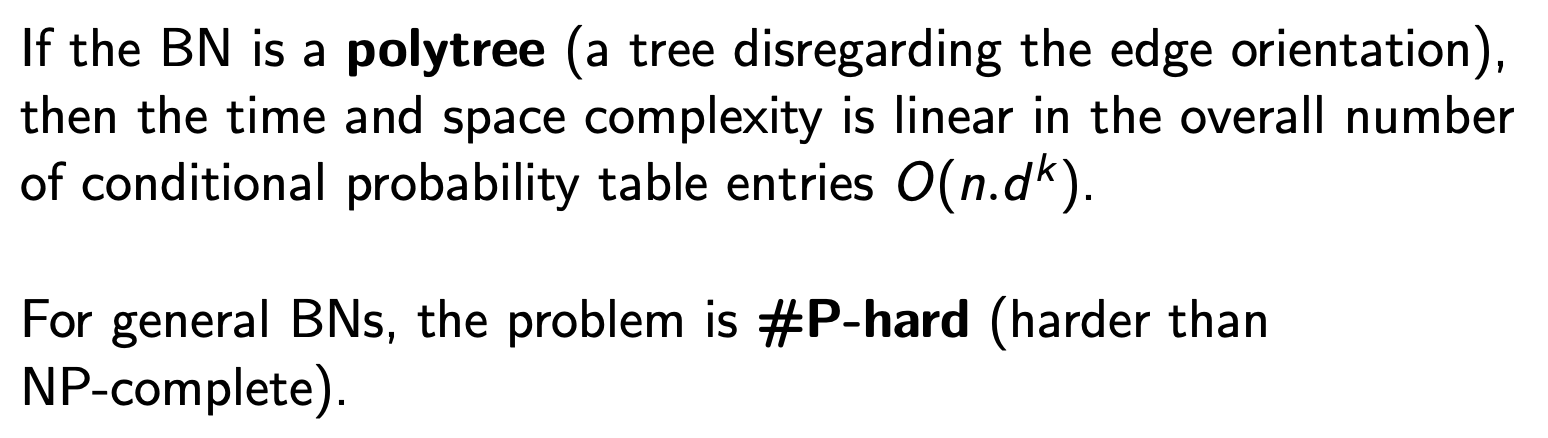 If the BN is a polytree (a tree disregarding the edge orientation),
then the time and space complexity is linear in the overall number
of conditional probability table entries O(n.d^k).
For general BNs, the problem is #P-hard (harder than
NP-complete).